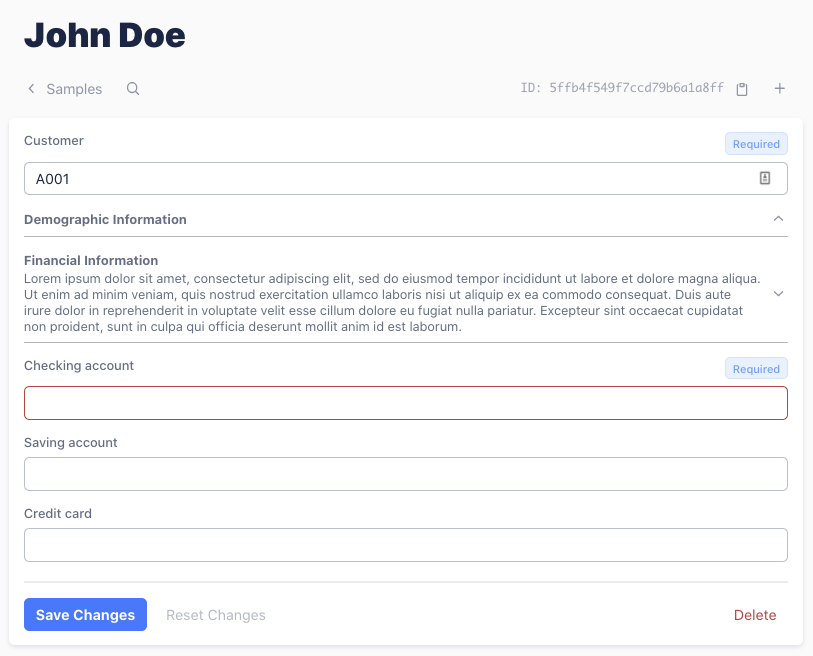 John Doe
Samples
ID: 5ffb4f549f7ccd79b6a1a8ff
Customer
Required
A001
Demographic Information
Financial Information
Lorem ipsum dolor sit amet, consectetur adipiscing elit, sed do eiusmod tempor incididunt ut labore et dolore magna aliqua.
Ut enim ad minim veniam, quis nostrud exercitation ullamco laboris nisi ut aliquip ex ea commodo consequat. Duis aute
irure dolor in reprehenderit in voluptate velit esse cillum dolore eu fugiat nulla pariatur. Excepteur sint occaecat cupidatat
non proident, sunt in culpa qui officia deserunt mollit anim id est laborum.
Checking account
Required
Saving account
Credit card
Save Changes
Reset Changes
Delete